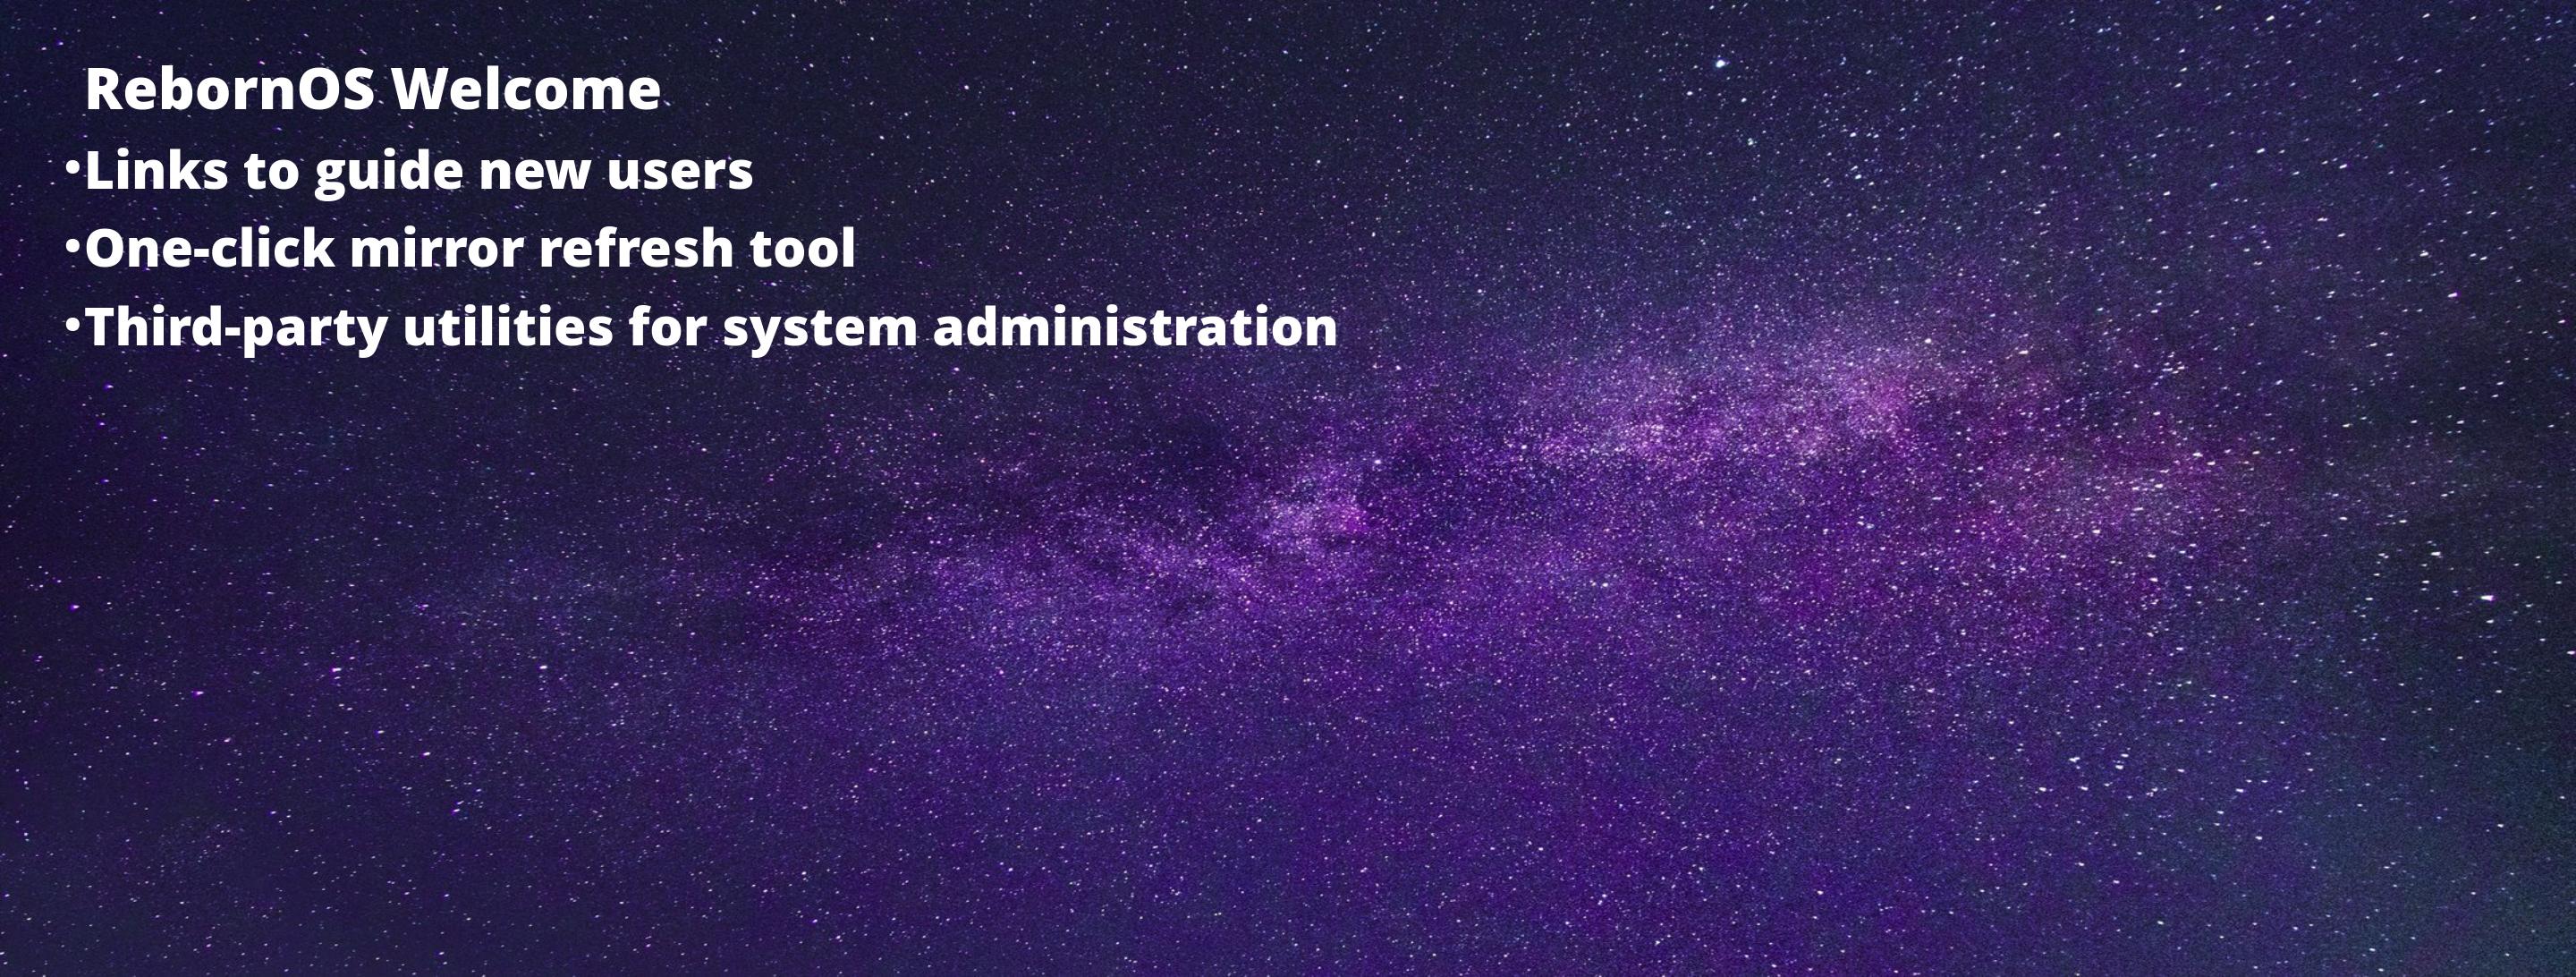 RebornOS Welcome
•Links to guide new users
•One-click mirror refresh tool
•Third-party utilities for system administration